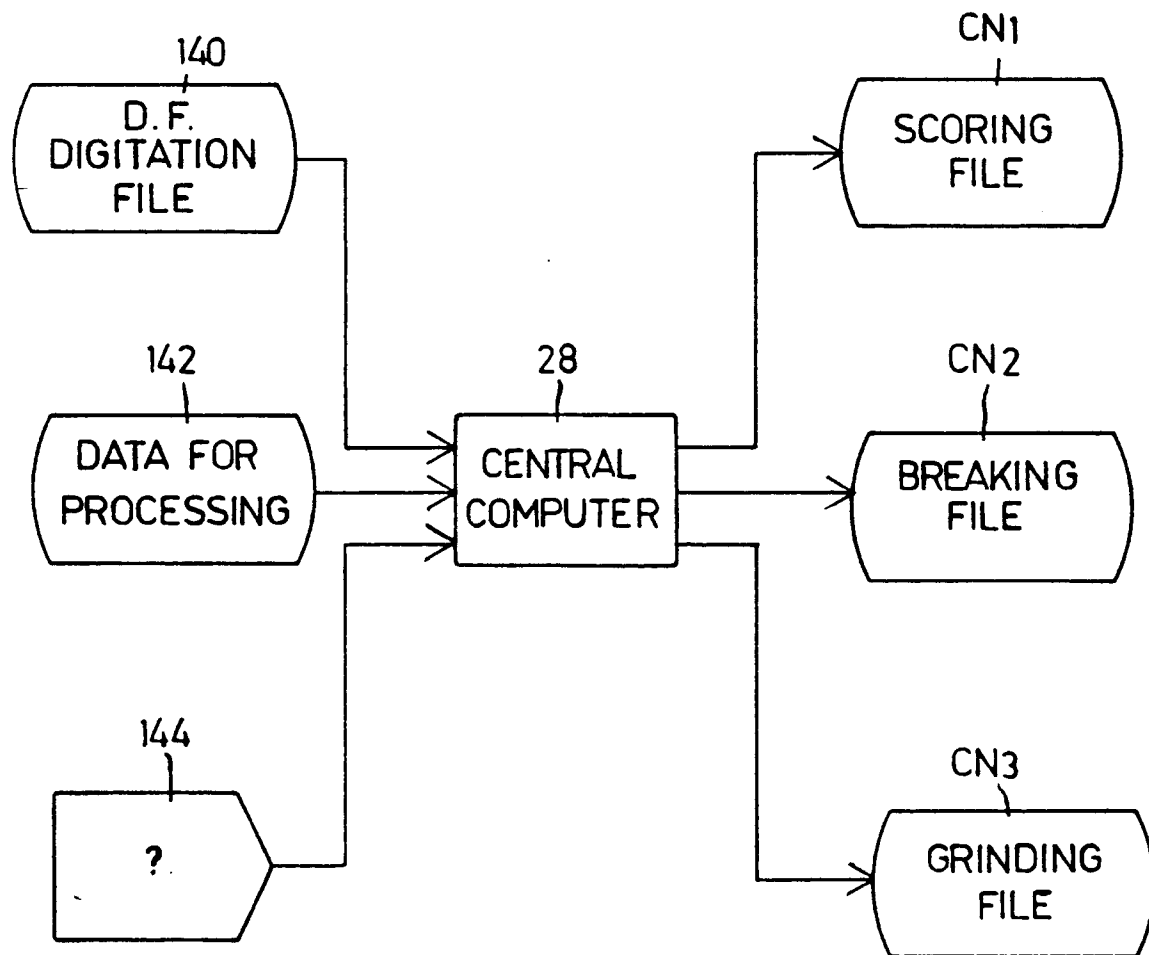 140
D. F.
DIGITATION
FILE
CN1
SCORING
FILE
142
DATA FOR
PROCESSING
28
CENTRAL
COMPUTER
CN2
BREAKING
FILE
144
?
CN3
GRINDING
FILE